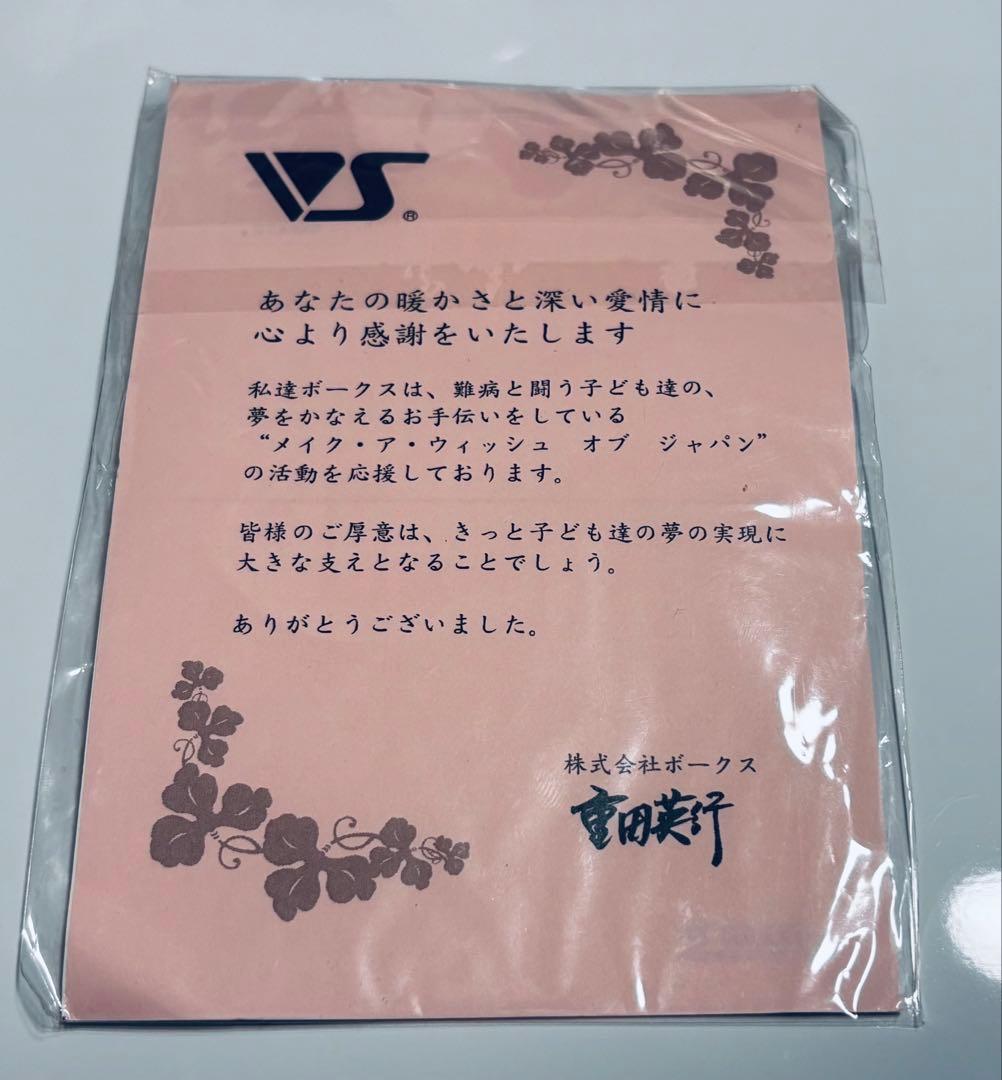 VS®
あなたの暖かさと深い愛情に
心より感謝をいたします
私達ボークスは、難病と闘う子ども達の、
夢をかなえるお手伝いをしている
“メイク・ア・ウィッシュ　オブ　ジャパン”
の活動を応援しております。
皆様のご厚意は、きっと子ども達の夢の実現に
大きな支えとなることでしょう。
ありがとうございました。
株式会社ボークス
重田英行